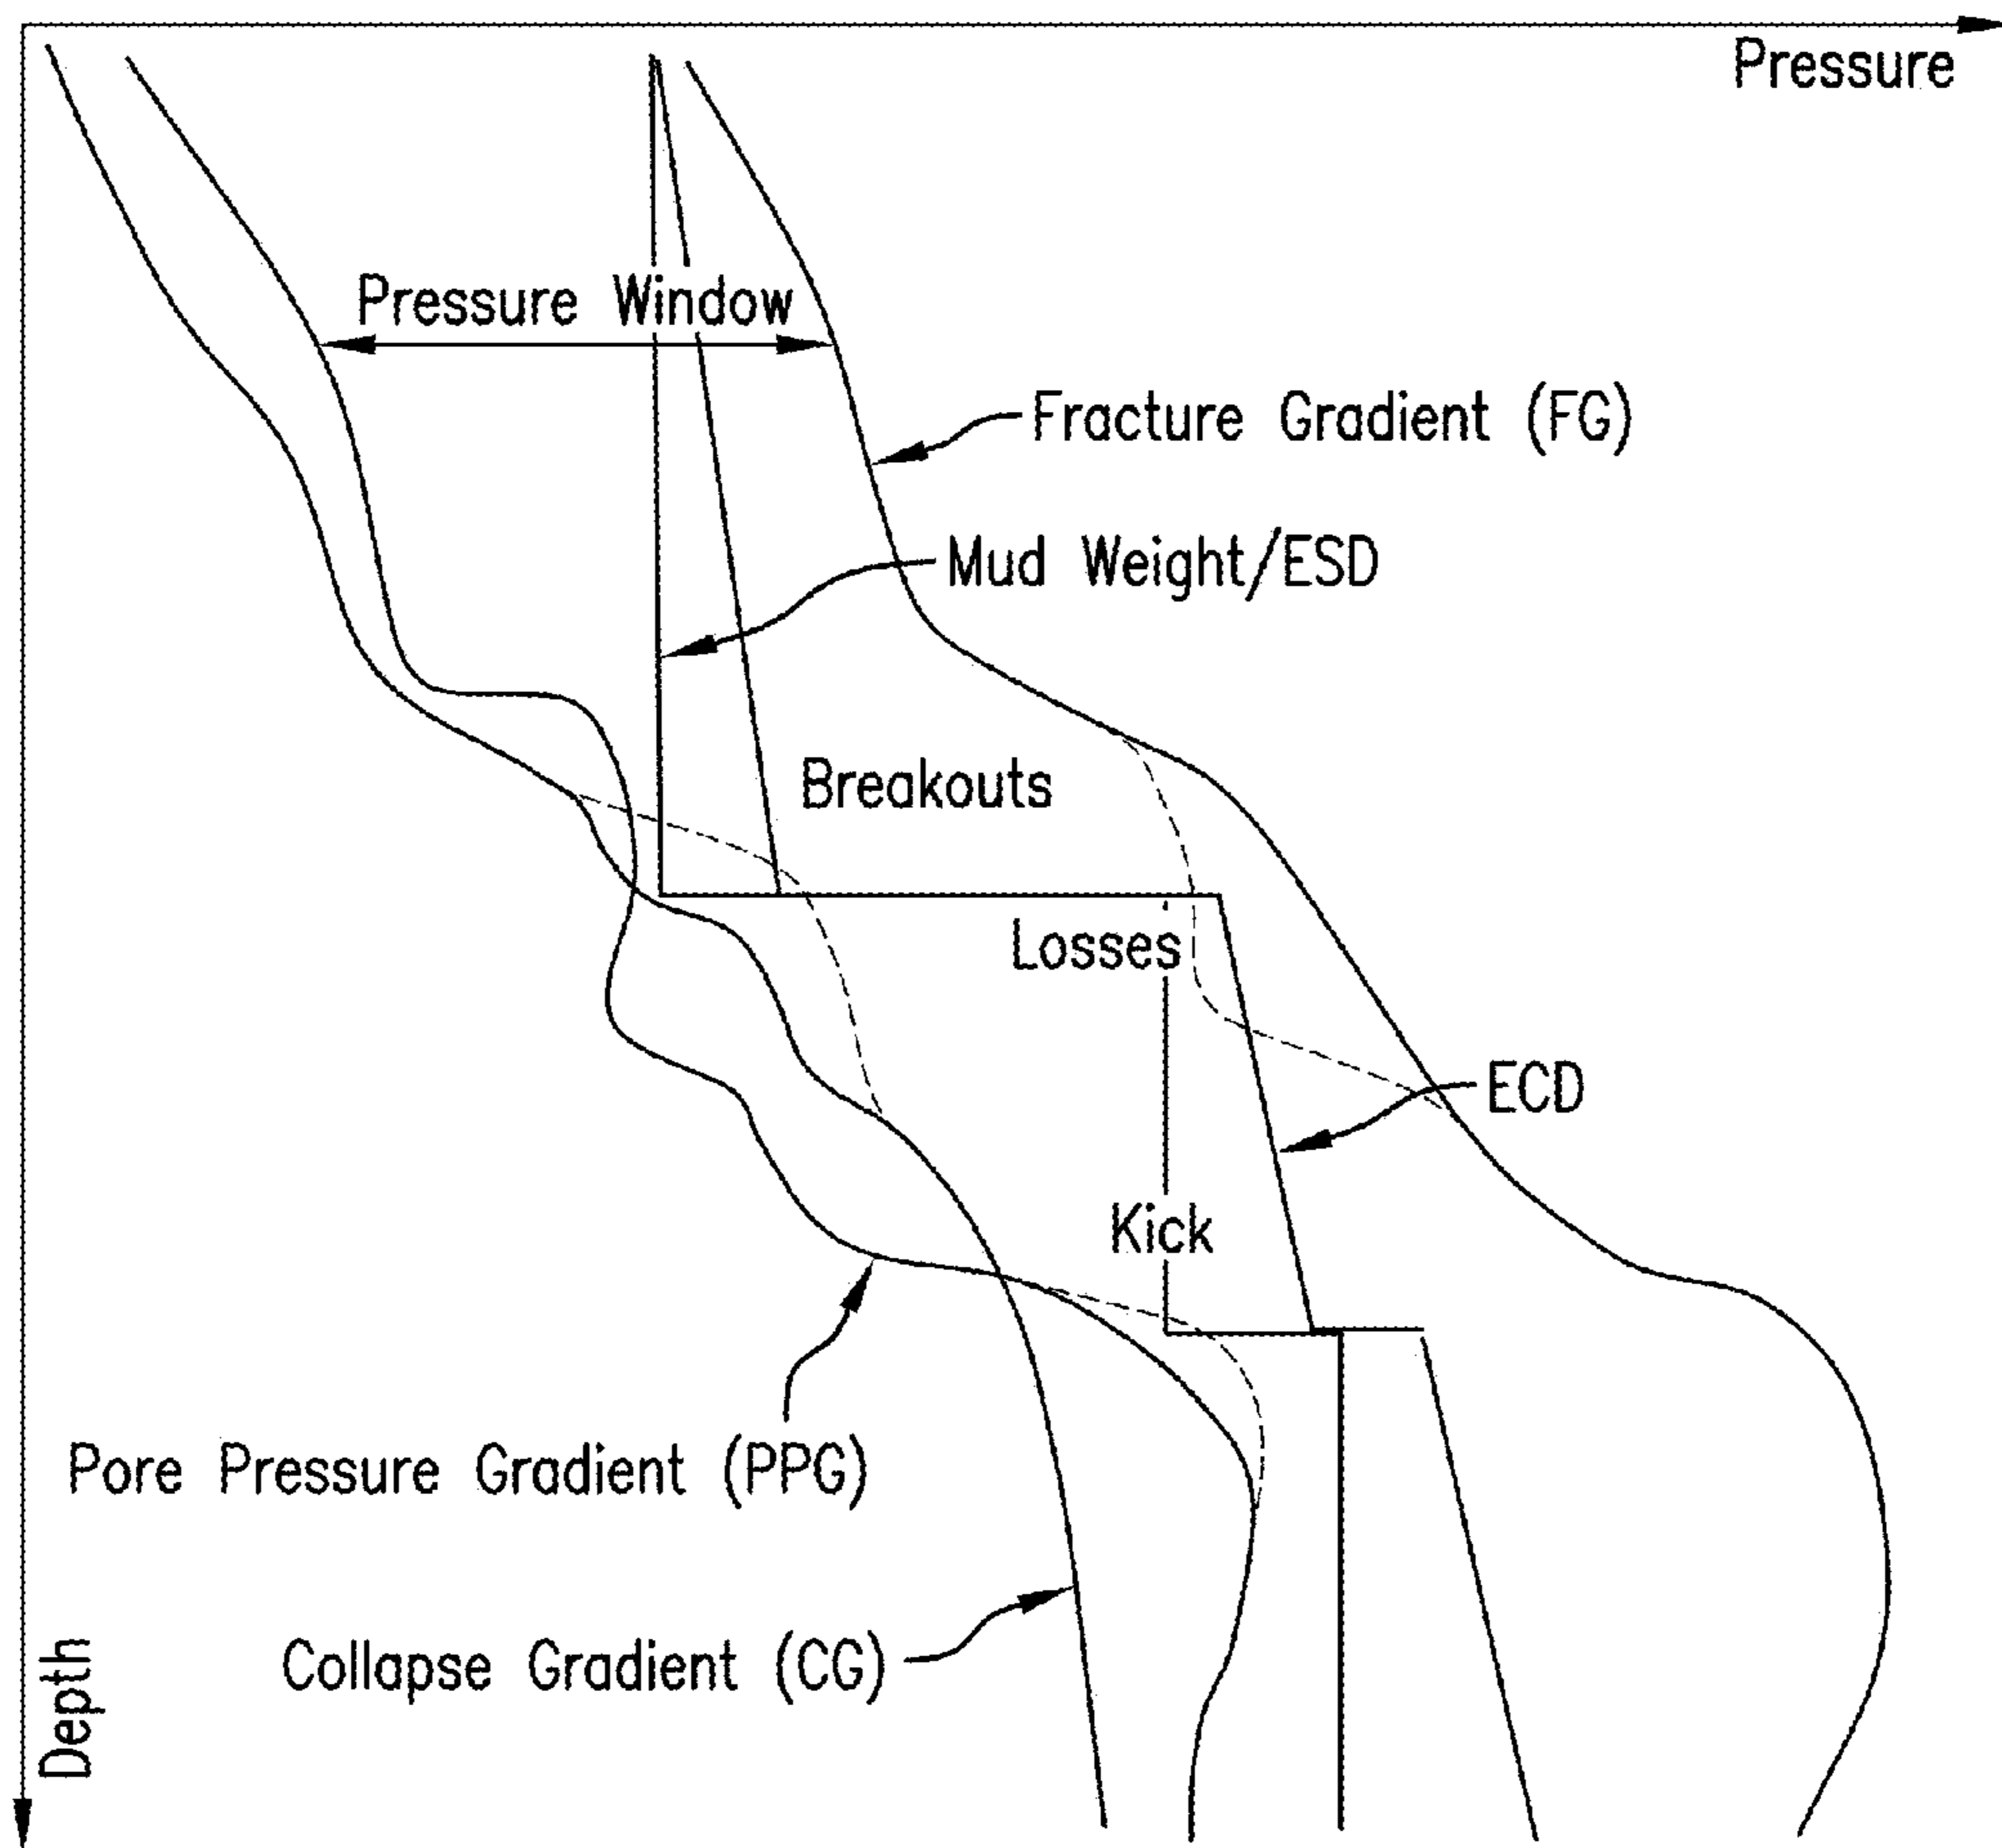 Pressure
Pressure Window
Fracture Gradient (FG)
Mud Weight/ESD
Breakouts
Losses
ECD
Kick
Pore Pressure Gradient (PPG)
Collapse Gradient (CG)
Depth